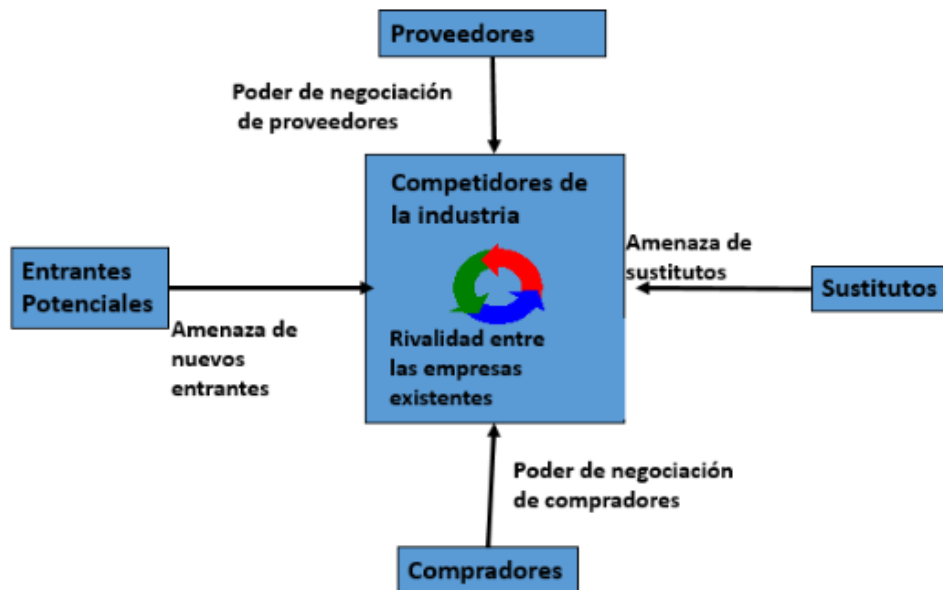 Proveedores
Poder de negociación
de proveedores
Competidores de
la industria
Amenaza de
sustitutos
Entrantes
Potenciales
Sustitutos
Amenaza de
nuevos
entrantes
Rivalidad entre
las empresas
existentes
Poder de negociación
de compradores
Compradores